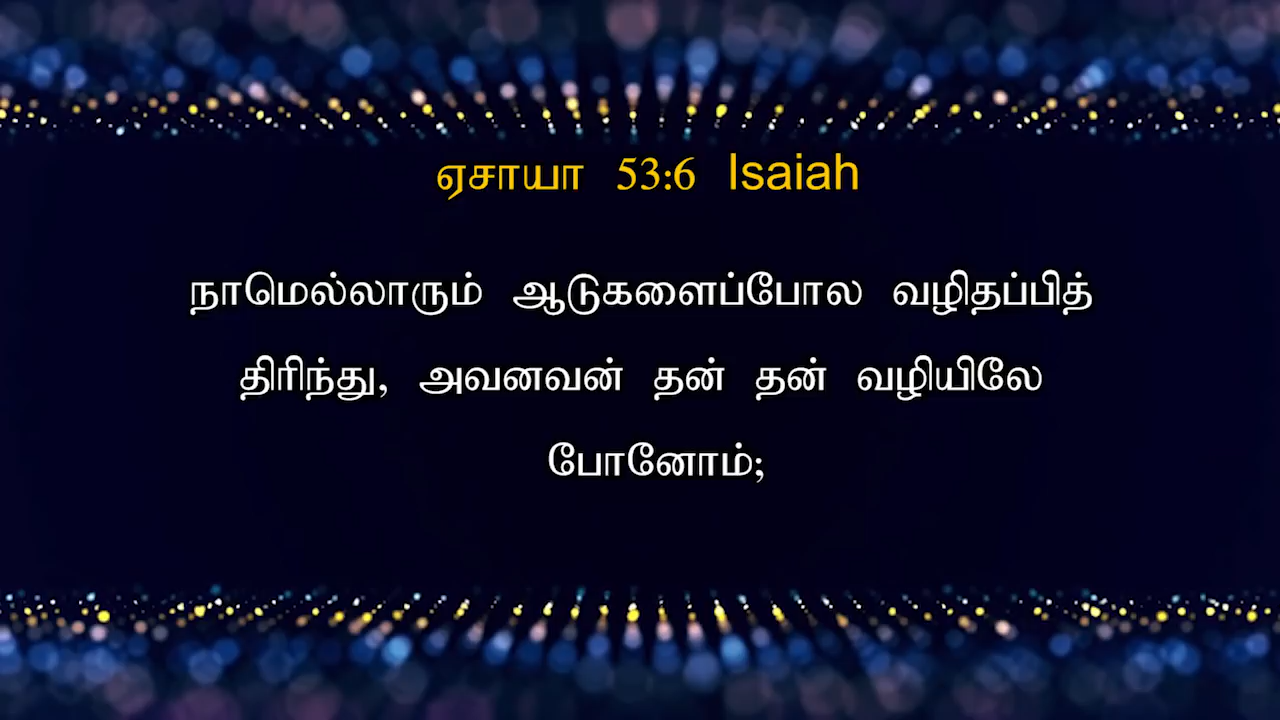 ஏசாயா 53:6 Isaiah
நாமெல்லாரும் ஆடுகளைப்போல வழிதப்பித்
திரிந்து, அவனவன் தன் தன் வழியிலே
போனோம்;